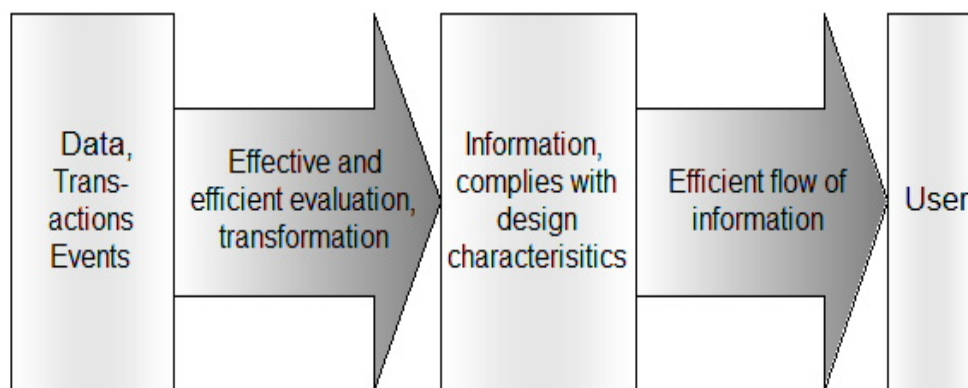 Data,
Trans-
actions
Events
Effective and
efficient evaluation,
transformation
Information,
complies with
design
characterisitics
Efficient flow of
information
User